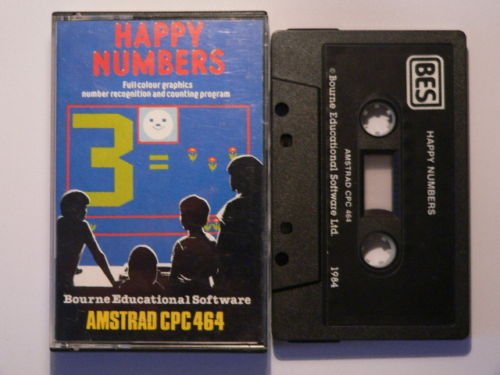 HAPPY
NUMBERS
Full colour graphics
number recognition and counting program
3 =
Bourne Educational Software
AMSTRAD CPC 464
BES
HAPPY NUMBERS
AMSTRAD CPC 464
© Bourne Educational Software Ltd. 1984